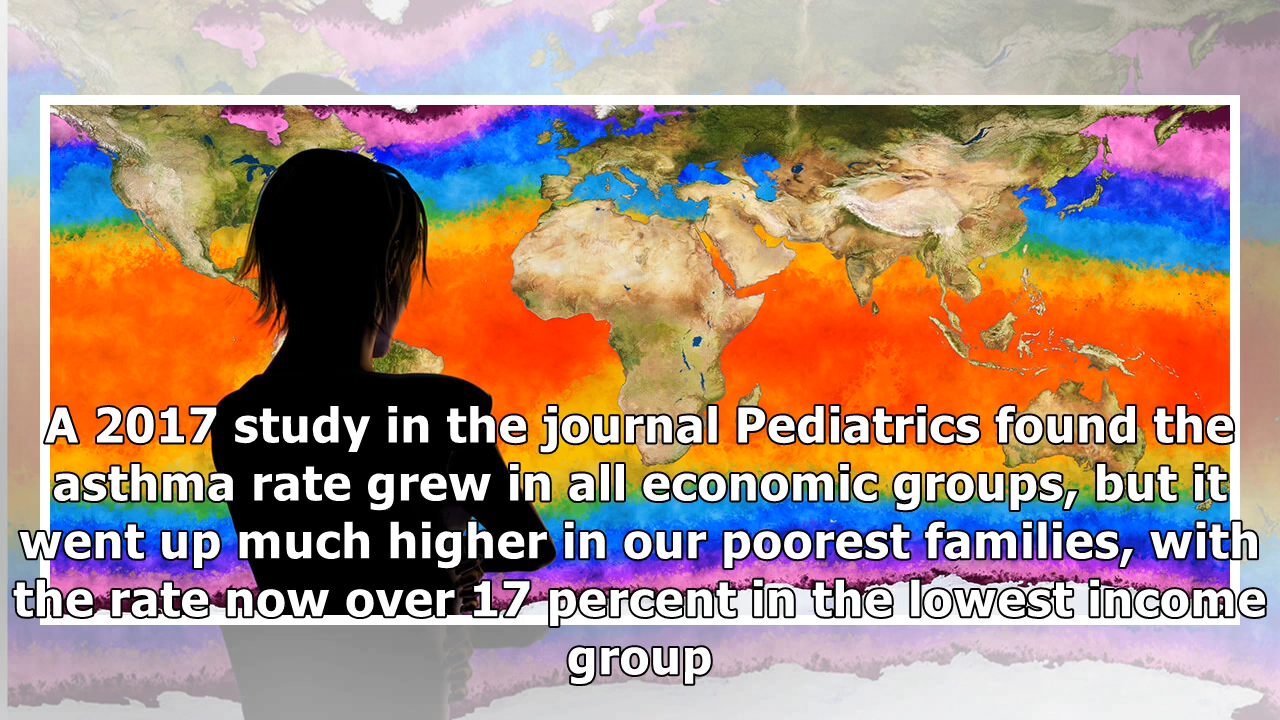 A 2017 study in the journal Pediatrics found the
asthma rate grew in all economic groups, but it
went up much higher in our poorest families, with
the rate now over 17 percent in the lowest income
group